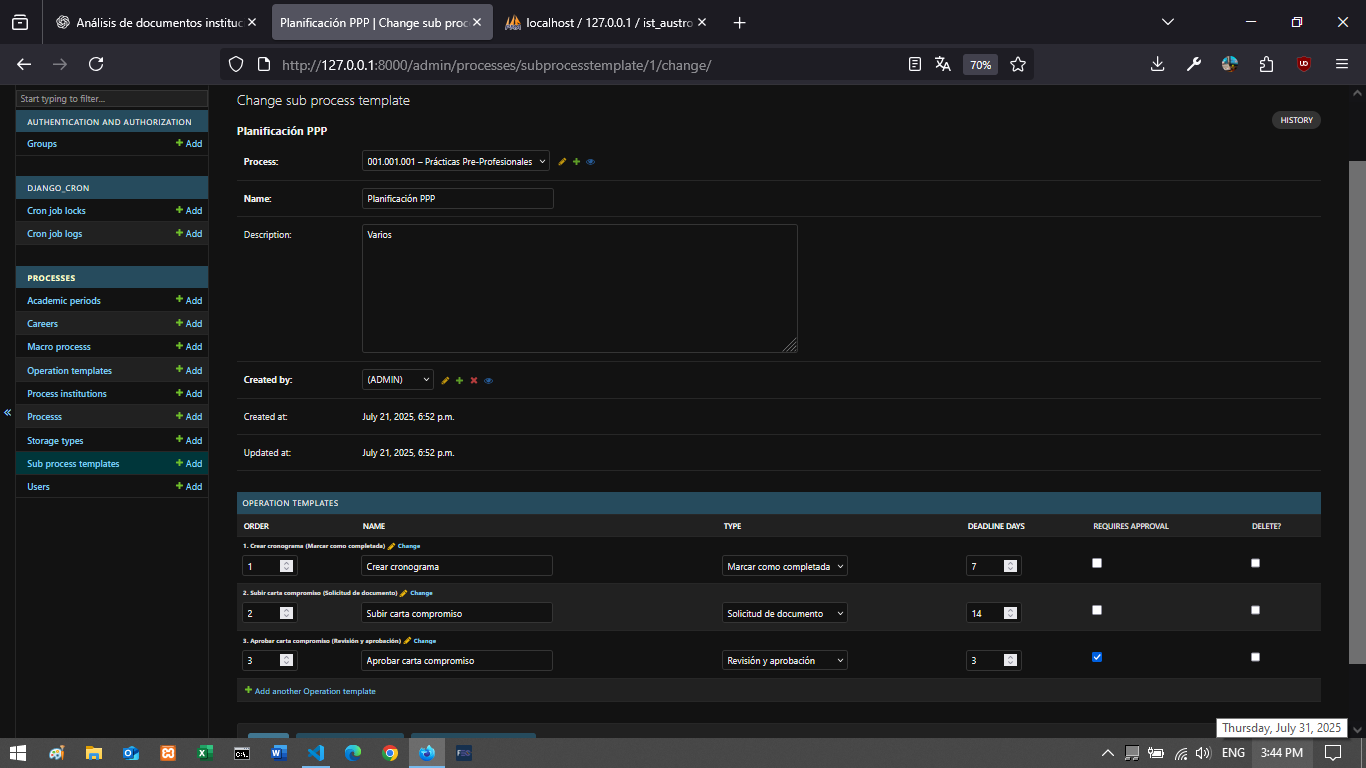 Análisis de documentos instituc
Planificación PPP | Change sub proc
localhost / 127.0.0.1 / ist_austro
http://127.0.0.1:8000/admin/processes/subprocesstemplate/1/change/
70%
UD
Start typing to filter...
AUTHENTICATION AND AUTHORIZATION
Groups Add
DJANGO_CRON
Cron job locks Add
Cron job logs Add
PROCESSES
Academic periods Add
Careers Add
Macro processs Add
Operation templates Add
Process institutions Add
Processs Add
Storage types Add
Sub process templates Add
Users Add
«
Change sub process template
HISTORY
Planificación PPP
Process: 001.001.001 – Prácticas Pre-Profesionales
Name: Planificación PPP
Description: Varios
Created by: (ADMIN)
Created at: July 21, 2025, 6:52 p.m.
Updated at: July 21, 2025, 6:52 p.m.
OPERATION TEMPLATES
ORDER NAME TYPE DEADLINE DAYS REQUIRES APPROVAL DELETE?
1. Crear cronograma (Marcar como completada) Change
1 Crear cronograma Marcar como completada 7
2. Subir carta compromiso (Solicitud de documento) Change
2 Subir carta compromiso Solicitud de documento 14
3. Aprobar carta compromiso (Revisión y aprobación) Change
3 Aprobar carta compromiso Revisión y aprobación 3
Add another Operation template
Thursday, July 31, 2025
ENG 3:44 PM